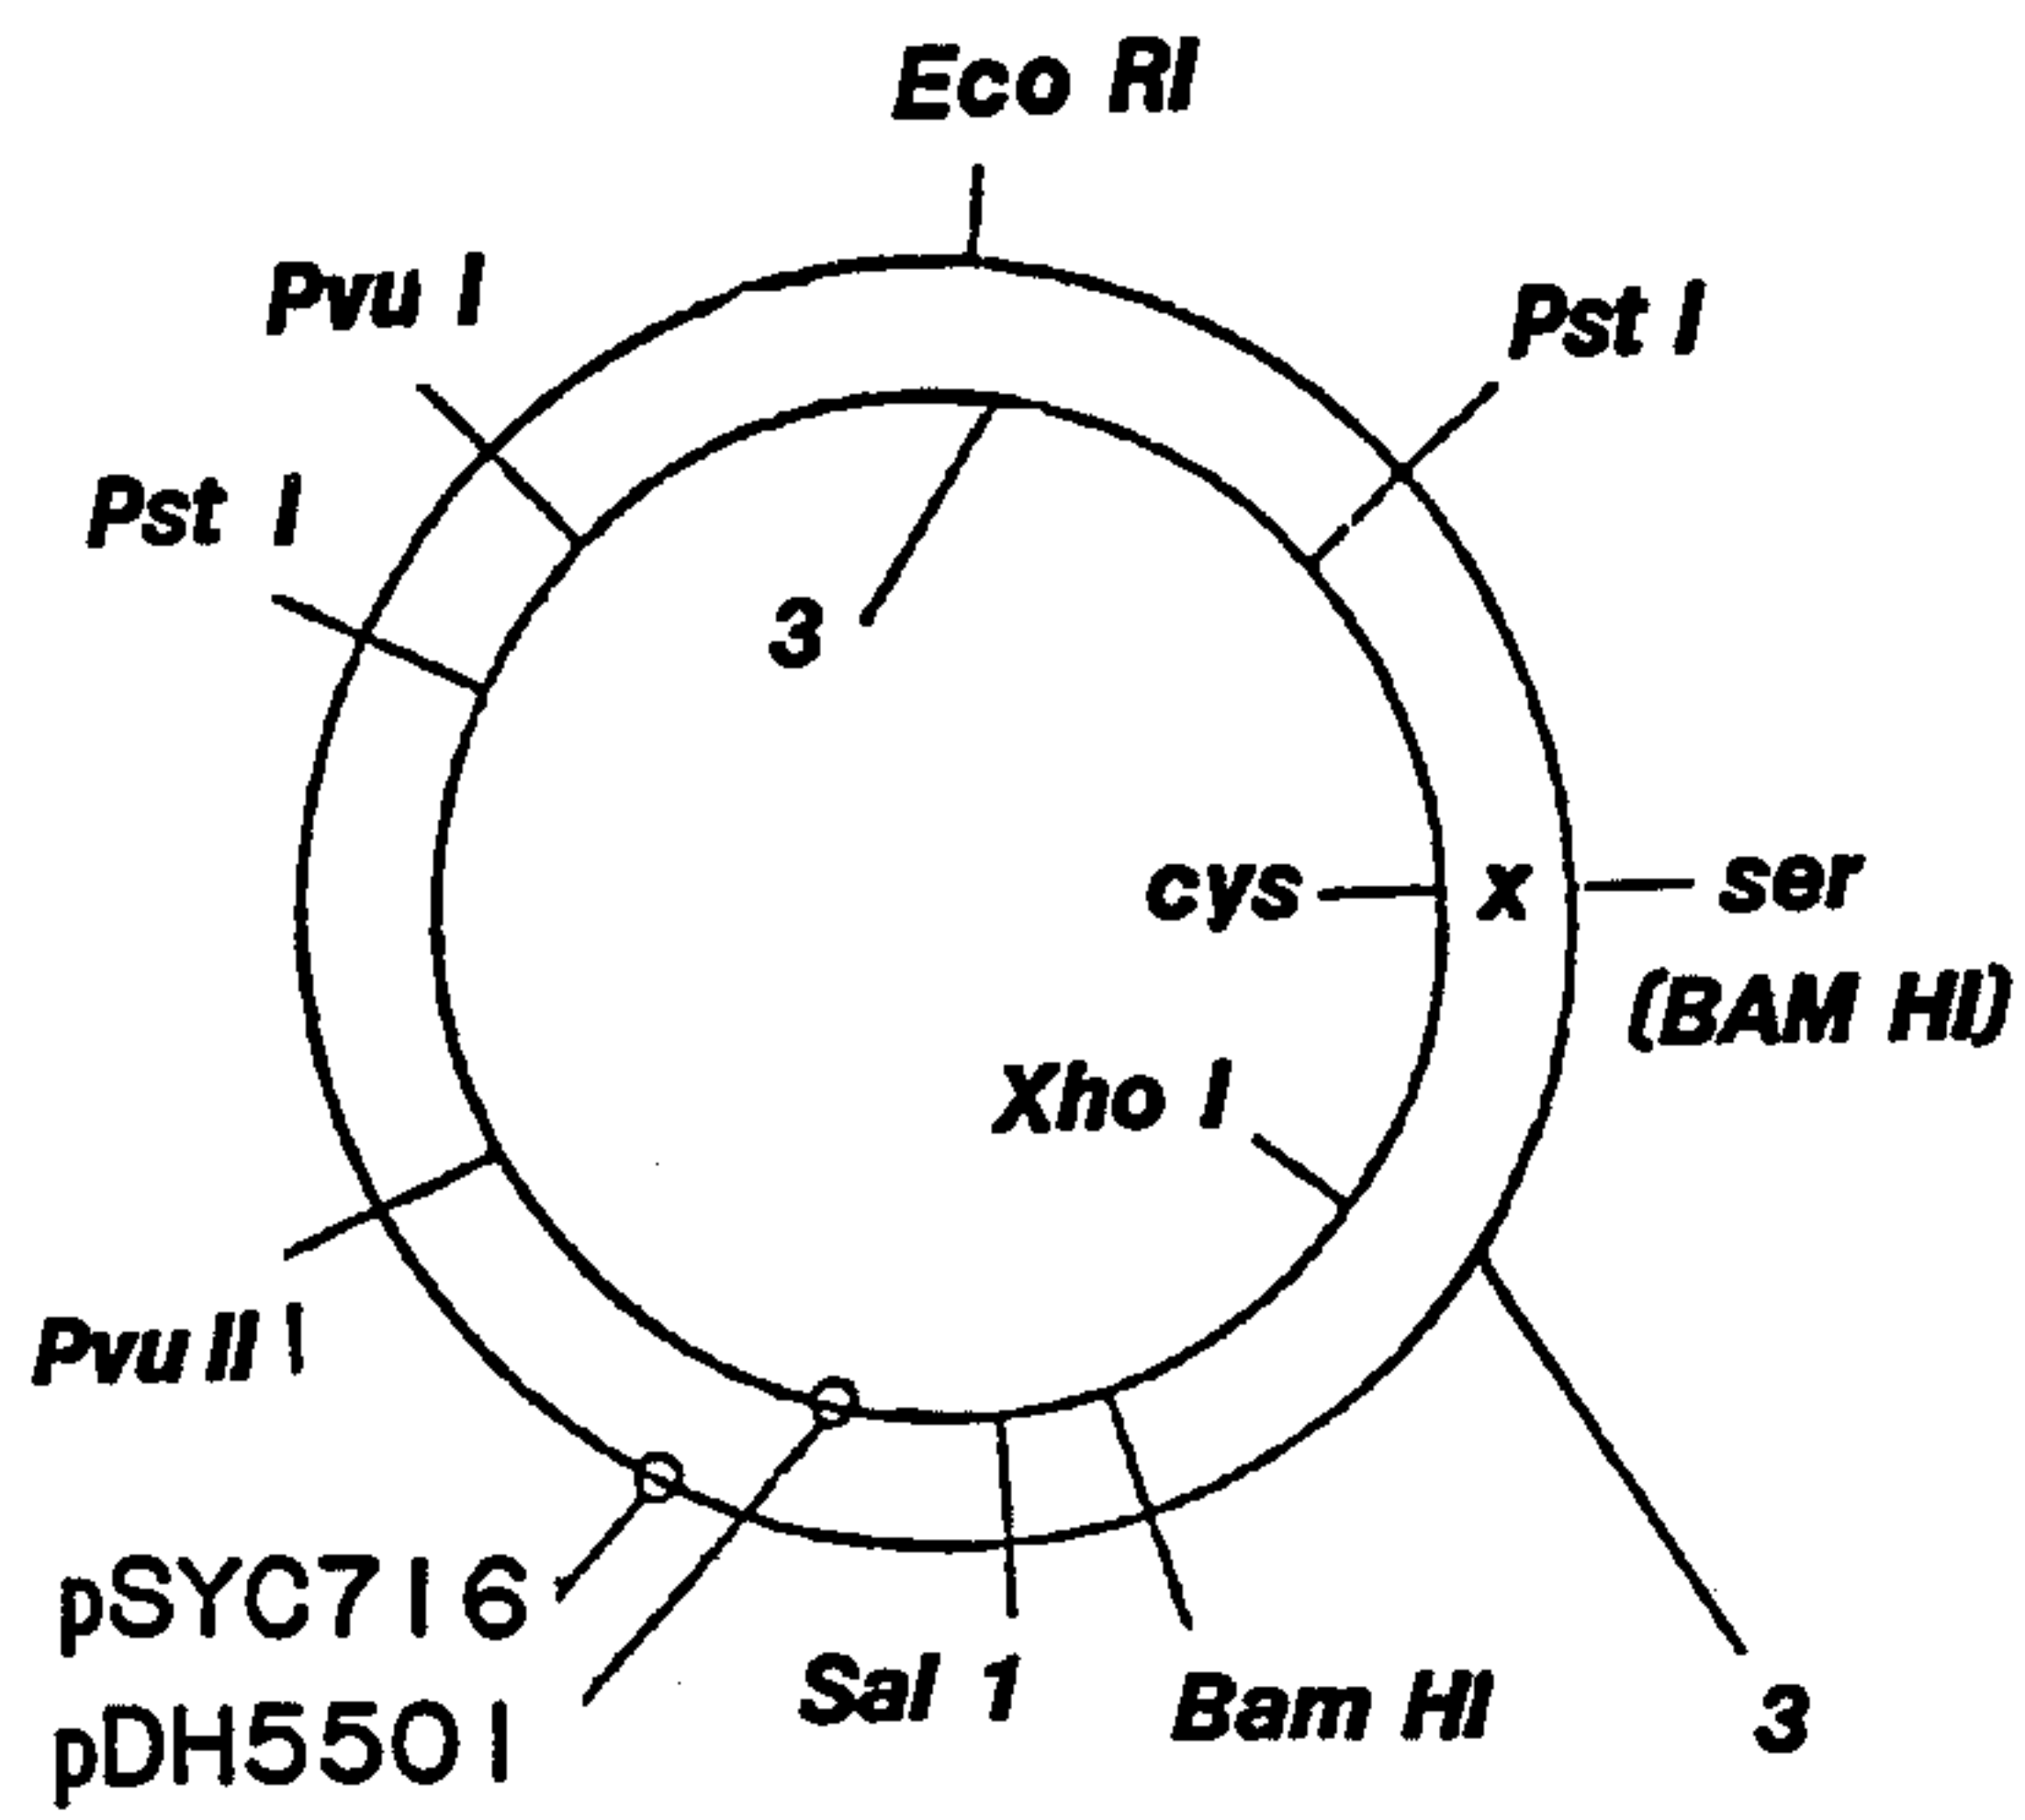 Eco RI
Pvu I
Pst I
Pst I
3
cys
x
ser
(BAM HI)
Xho I
Pvu II I
pSYC716
pDH5501
Sal 1
Bam HI
3